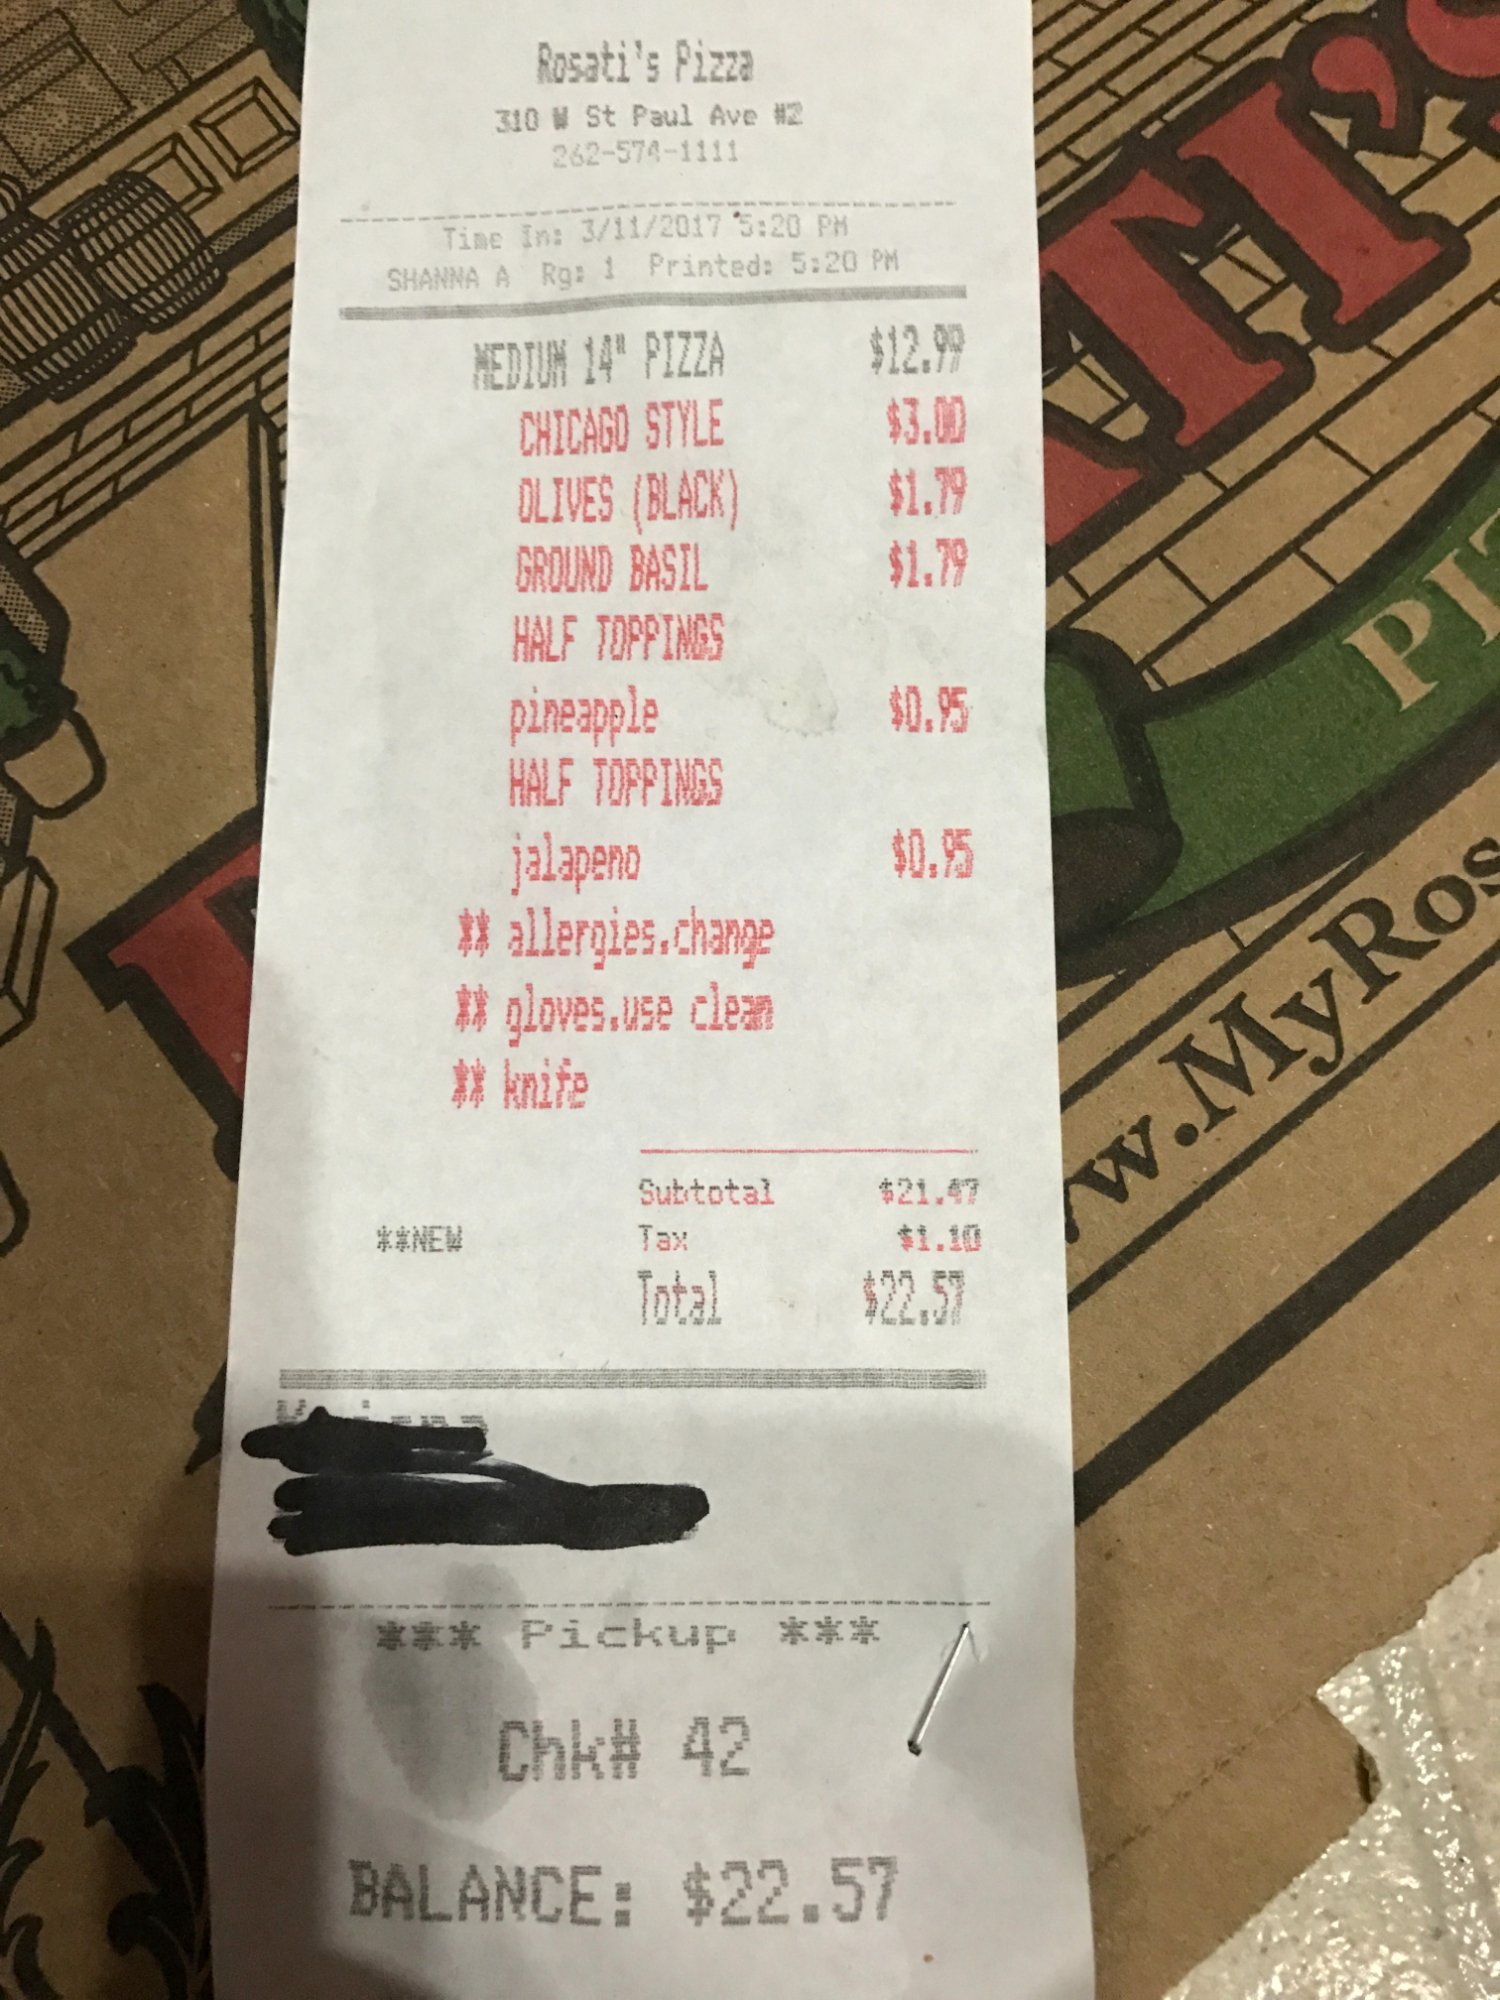 Rosati's Pizza
310 W St Paul Ave #2
262-574-1111
Time In: 3/11/2017 5:20 PM
SHANNA A Rg: 1 Printed: 5:20 PM
MEDIUM 14" PIZZA $12.99
CHICAGO STYLE $3.00
OLIVES (BLACK) $1.79
GROUND BASIL $1.79
HALF TOPPINGS
pineapple $0.95
HALF TOPPINGS
jalapeno $0.95
** allergies.change
** gloves.use clean
** knife
Subtotal $21.47
**NEW Tax $1.10
Total $22.57
*** Pickup ***
Chk# 42
BALANCE: $22.57
I'S
PIZ
w.MyRos